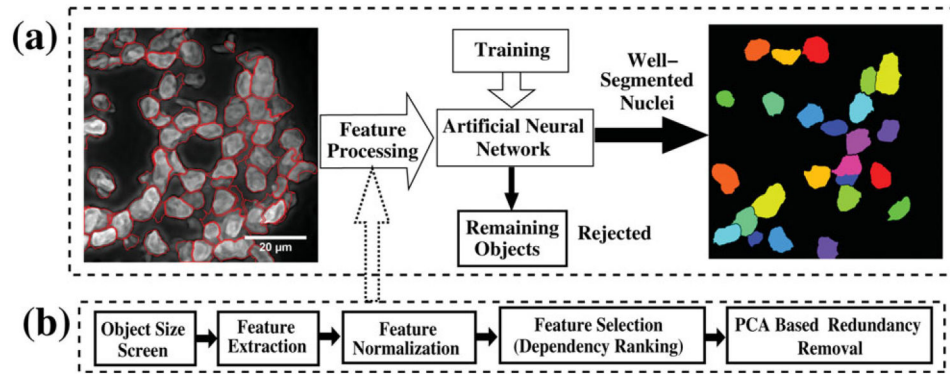 (a)
Training
Well–
Segmented
Nuclei
Feature
Processing
Artificial Neural
Network
20 µm
Remaining
Objects
Rejected
(b)
Object Size
Screen
Feature
Extraction
Feature
Normalization
Feature Selection
(Dependency Ranking)
PCA Based Redundancy
Removal